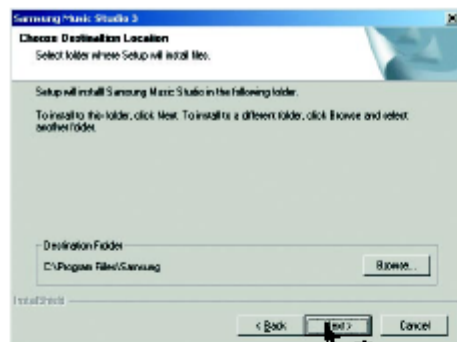 Samsung Music Studio 3
Choose Destination Location
Select folder where Setup will install files.
Setup will install Samsung Music Studio in the following folder.
To install to this folder, click Next. To install to a different folder, click Browse and select
another folder.
Destination Folder
C:\Program Files\Samsung
Browse...
InstallShield
< Back
Next >
Cancel